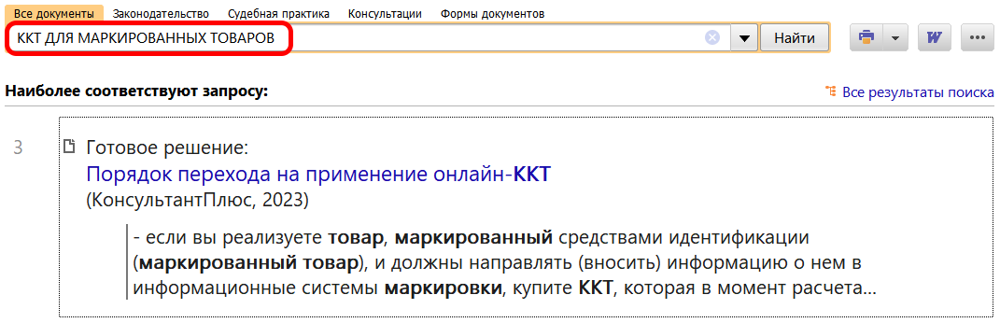 Все документы Законодательство Судебная практика Консультации Формы документов
ККТ ДЛЯ МАРКИРОВАННЫХ ТОВАРОВ Найти W
Наиболее соответствуют запросу: Все результаты поиска
3 Готовое решение:
Порядок перехода на применение онлайн-ККТ
(КонсультантПлюс, 2023)
- если вы реализуете товар, маркированный средствами идентификации
(маркированный товар), и должны направлять (вносить) информацию о нем в
информационные системы маркировки, купите ККТ, которая в момент расчета...